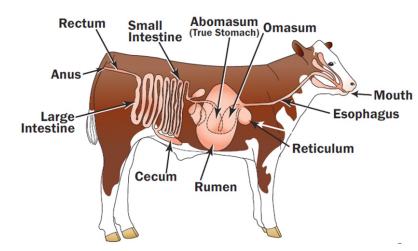 Rectum
Small
Intestine
Abomasum
(True Stomach)
Omasum
Anus
Mouth
Large
Intestine
Esophagus
Reticulum
Cecum
Rumen